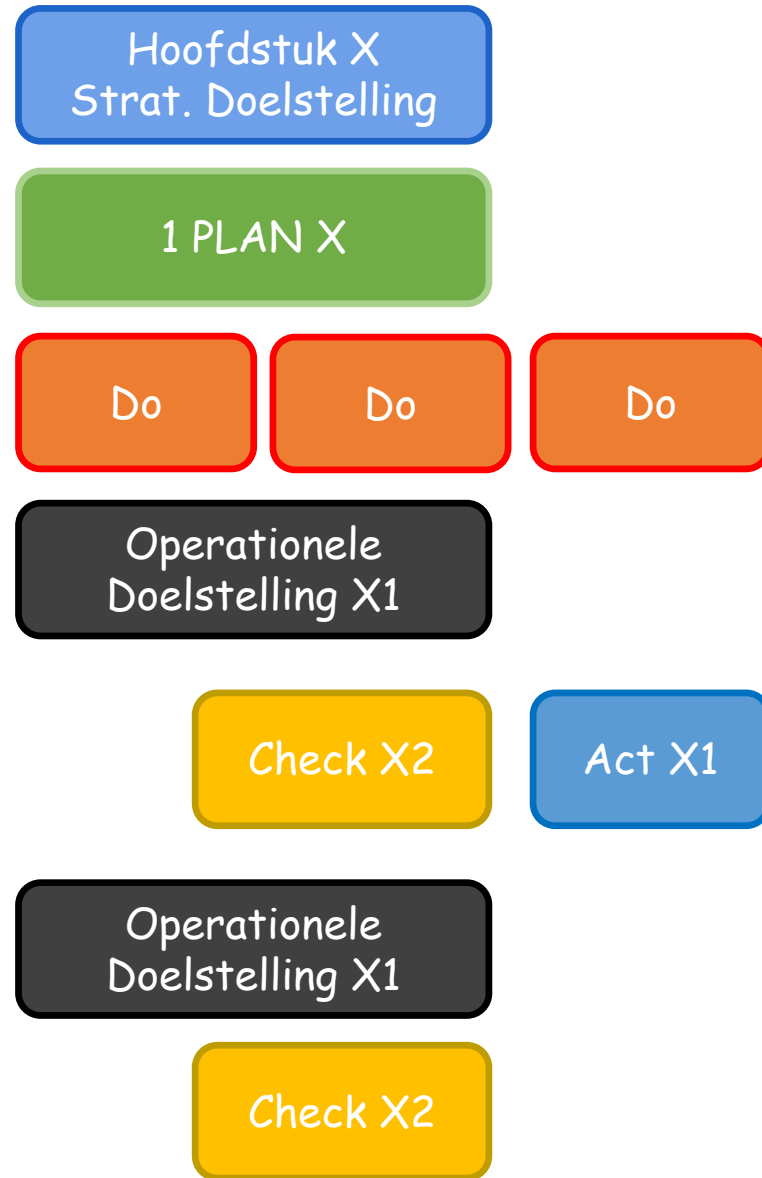 Hoofdstuk X
Strat. Doelstelling
1 PLAN X
Do
Do
Do
Operationele
Doelstelling X1
Check X2
Act X1
Operationele
Doelstelling X1
Check X2